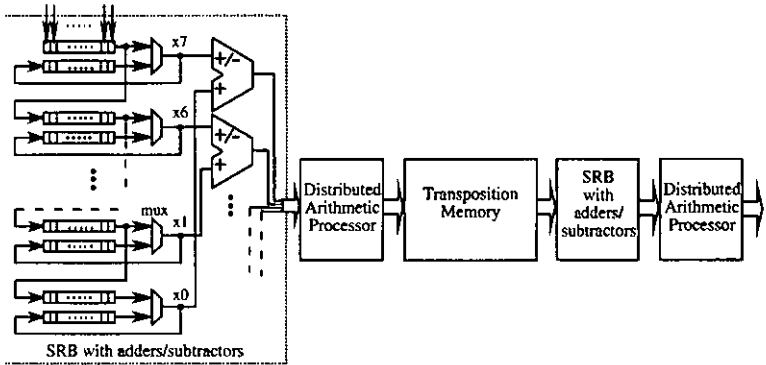 x7
+/-
+
x6
+/-
+
mux
x1
x0
SRB with adders/subtractors
Distributed
Arithmetic
Processor
Transposition
Memory
SRB
with
adders/
subtractors
Distributed
Arithmetic
Processor